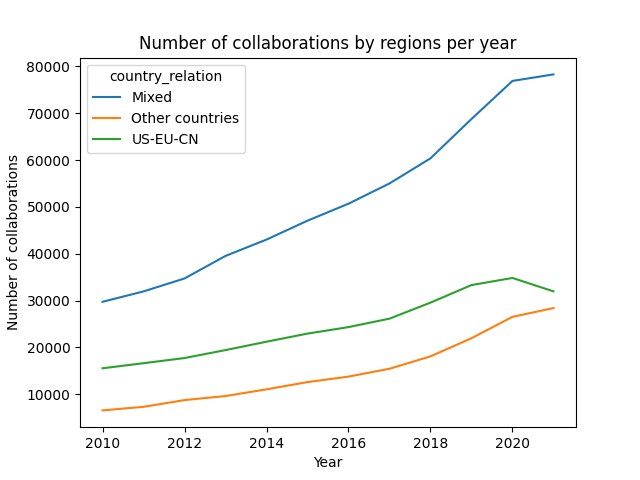 Number of collaborations by regions per year
country_relation
Mixed
Other countries
US-EU-CN
Number of collaborations
80000
70000
60000
50000
40000
30000
20000
10000
2010 2012 2014 2016 2018 2020
Year